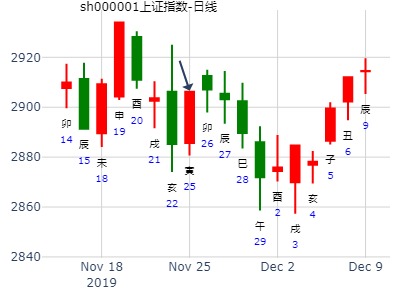 sh000001上证指数-日线
2920
2900
2880
2860
2840
卯
14
辰
15
未
18
申
19
酉
20
戌
21
亥
22
寅
25
卯
26
辰
27
巳
28
午
29
酉
2
戌
3
亥
4
子
5
丑
6
辰
9
Nov 18
2019
Nov 25
Dec 2
Dec 9